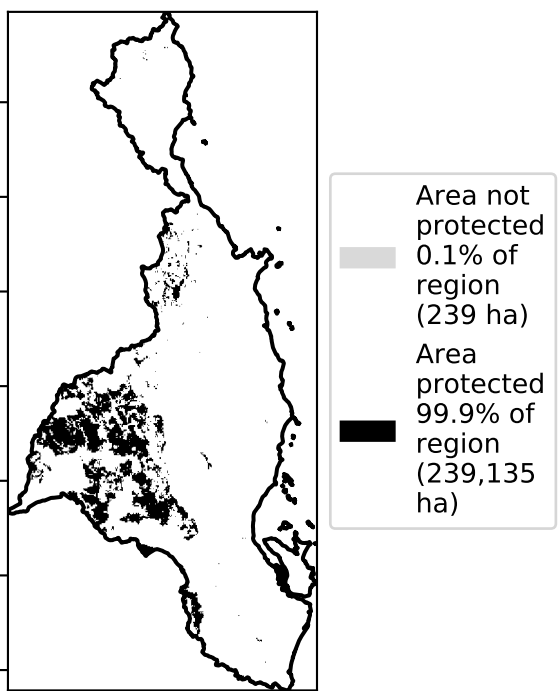 Area not
protected
0.1% of
region
(239 ha)
Area
protected
99.9% of
region
(239,135
ha)